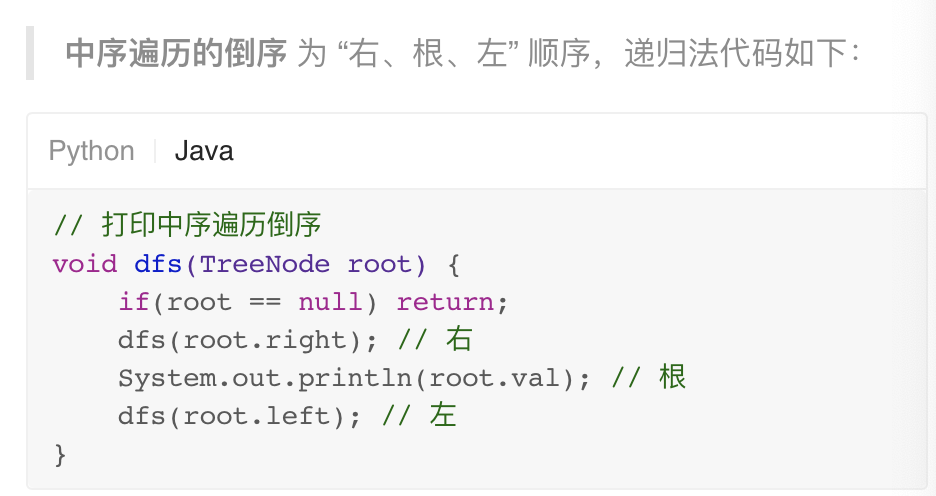 中序遍历的倒序 为 “右、根、左” 顺序，递归法代码如下：
Python | Java
// 打印中序遍历倒序
void dfs(TreeNode root) {
    if(root == null) return;
    dfs(root.right); // 右
    System.out.println(root.val); // 根
    dfs(root.left); // 左
}